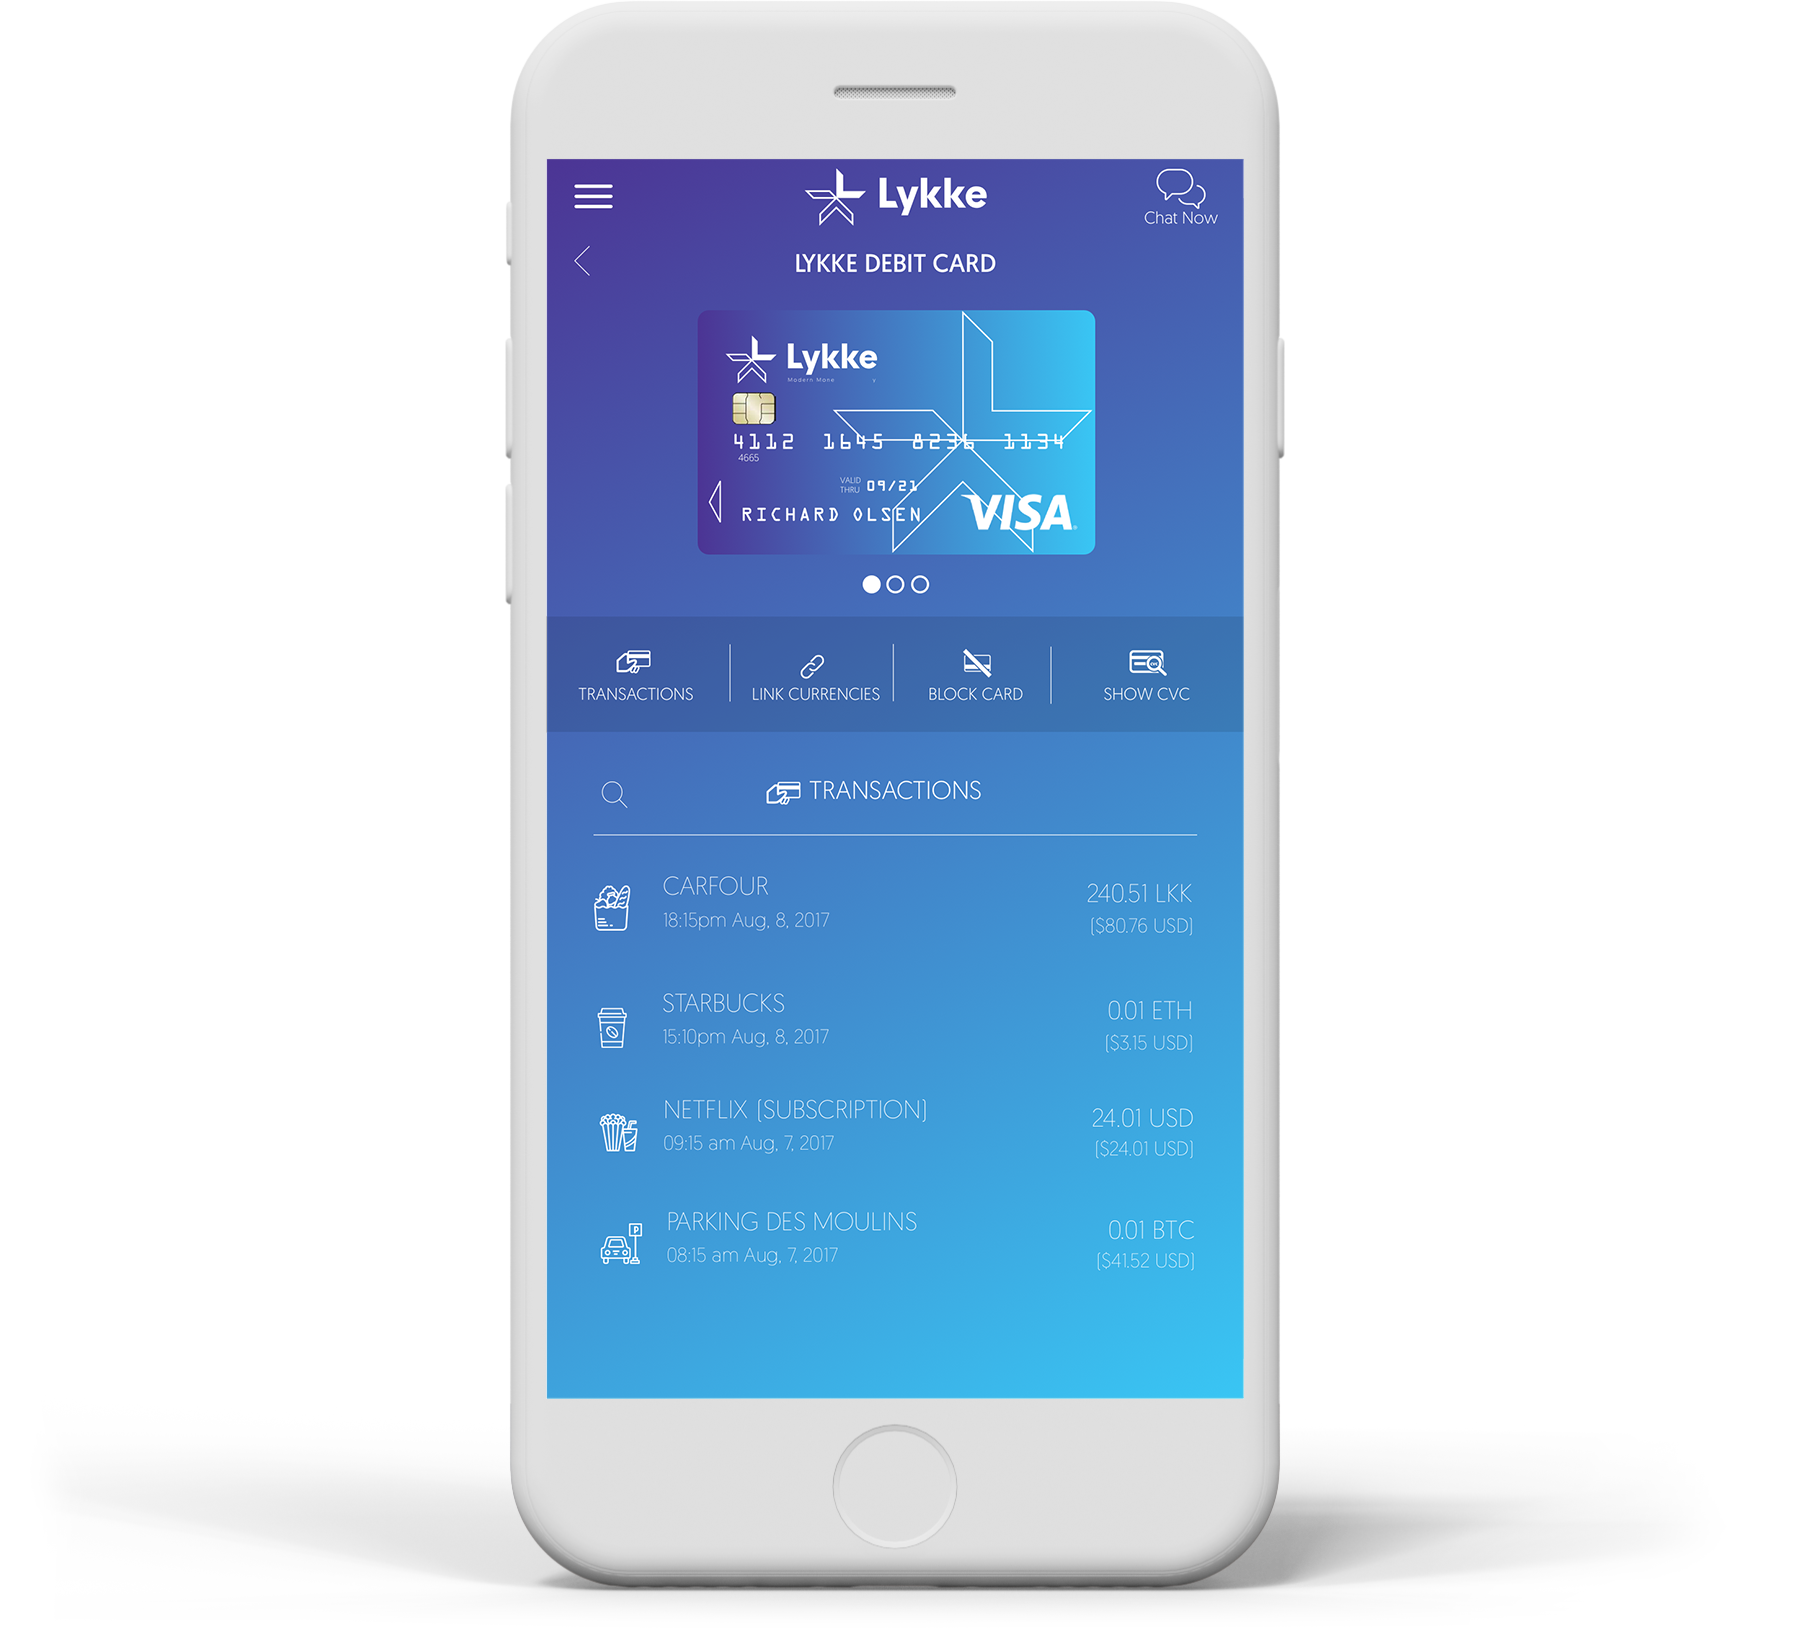 Lykke
Chat Now
LYKKE DEBIT CARD
Lykke
Modern Mone y
4112 1645 8236 1134
4665
VALID THRU 09/21
RICHARD OLSEN
VISA
TRANSACTIONS
LINK CURRENCIES
BLOCK CARD
SHOW CVC
TRANSACTIONS
CARFOUR
240.51 LKK
18:15pm Aug, 8, 2017
($80.76 USD)
STARBUCKS
0.01 ETH
15:10pm Aug, 8, 2017
($3.15 USD)
NETFLIX (SUBSCRIPTION)
24.01 USD
09:15 am Aug, 7, 2017
($24.01 USD)
PARKING DES MOULINS
0.01 BTC
08:15 am Aug, 7, 2017
($41.52 USD)
P